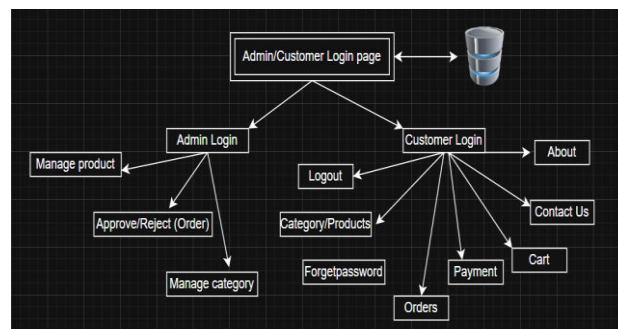 Admin/Customer Login page
Admin Login
Customer Login
Manage product
Logout
About
Approve/Reject (Order)
Category/Products
Contact Us
Manage category
Forgetpassword
Payment
Cart
Orders